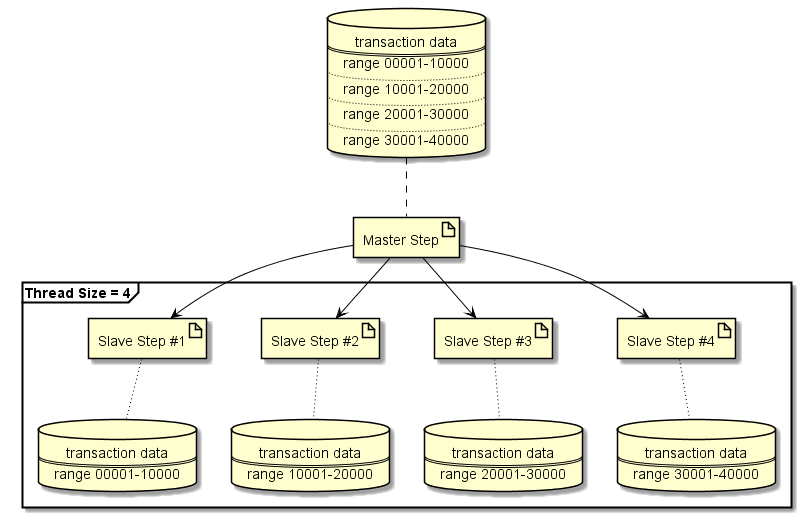 transaction data
range 00001-10000
range 10001-20000
range 20001-30000
range 30001-40000
Master Step
Thread Size = 4
Slave Step #1
Slave Step #2
Slave Step #3
Slave Step #4
transaction data
range 00001-10000
transaction data
range 10001-20000
transaction data
range 20001-30000
transaction data
range 30001-40000